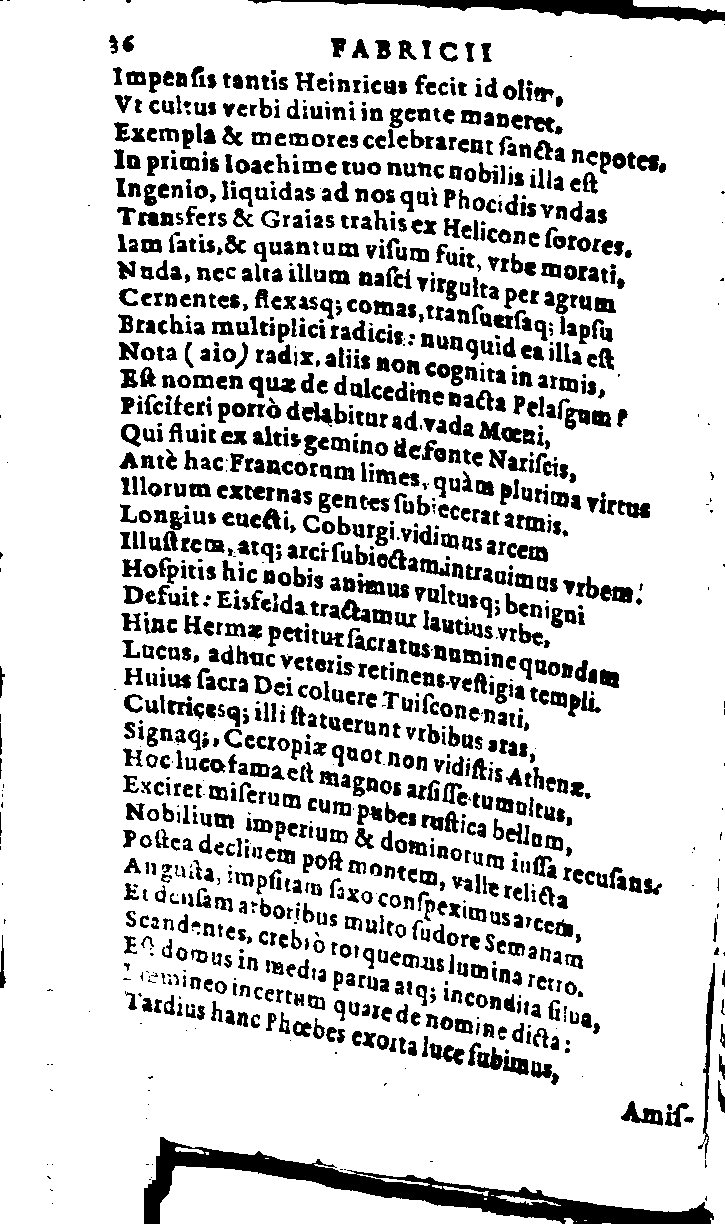 36 FABRICII
Impenſis tantis Heinricus fecit id olim,
Vt cultus verbi diuini in gente maneret,
Exempla & memores celebrarent ſancta nepotes.
In primis Ioachime tuo nunc nobilis illa eſt
Ingenio, liquidas ad nos qui Phocidis vndas
Transfers & Graias trahis ex Helicone ſorores.
Iam ſatis, & quantum viſum fuit, vrbe morati,
Nuda, nec alta illum naſci virgulta per agrum
Cernentes, flexasq; comas, tranſuerſaq; lapſu
Brachia multiplici radicis: nunquid ea illa eſt
Nota (aio) radix, aliis non cognita in armis,
Eſt nomen quæ de dulcedine nacta Pelaſgum?
Piſciferi porrò delabitur ad vada Mœni,
Qui fluit ex altis gemino de fonte Nariſcis,
Antè hac Francorum limes, quàm plurima virtus
Illorum externas gentes ſubiecerat armis.
Longius euecti, Coburgi vidimus arcem
Illuſtrem, atq; arci ſubiectam intrauimus vrbem.
Hoſpitis hic nobis animus vultusq; benigni
Defuit: Eisfelda tractamur lautius vrbe,
Hinc Hermæ petitur ſacratus numine quondam
Lucus, adhuc veteris retinens veſtigia templi.
Huius ſacra Dei coluere Tuiſcone nati,
Cultricesq; illi ſtatuerunt vrbibus aras,
Signaq;, Cecropiæ quot non vidiſtis Athenæ.
Hoc luco fama eſt magnos arſiſſe tumultus,
Exciret miſerum cum pubes ruſtica bellum,
Nobilium imperium & dominorum iuſſa recuſans.
Poſtea decliuem poſt montem, valle relicta
Anguſta, impſitam ſaxo conſpeximus arcem,
Et denſam arboribus multo ſudore Semanam
Scandentes, crebrò torquemus lumina retro.
Eſt domus in media parua atq; incondita ſilua,
Fœmineo incertum quare de nomine dicta:
Tardius hanc Phœbes exorta luce ſubimus,
Amiſ-